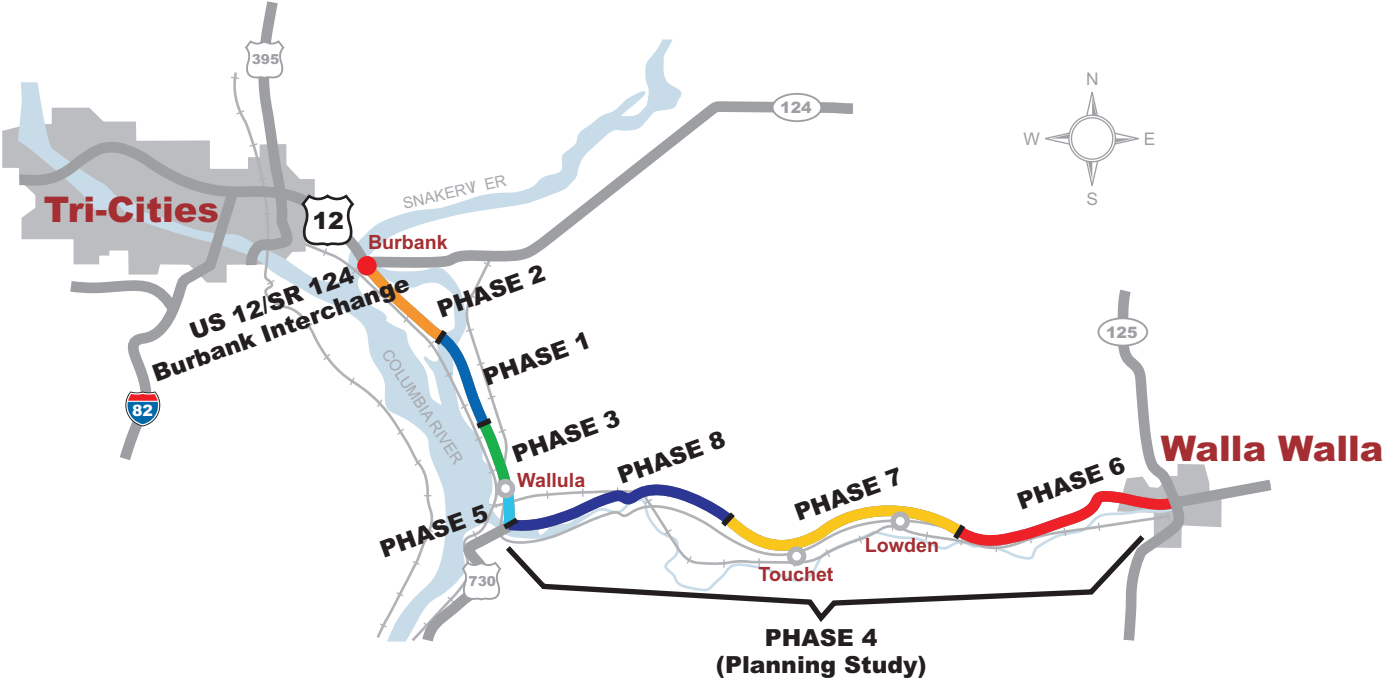 395
124
N
W
E
S
SNAKERV ER
Tri-Cities
12
Burbank
US 12/SR 124
Burbank Interchange
PHASE 2
125
PHASE 1
COLUMBIA RIVER
82
PHASE 3
Walla Walla
PHASE 8
PHASE 6
Wallula
PHASE 7
PHASE 5
Lowden
Touchet
730
PHASE 4
(Planning Study)